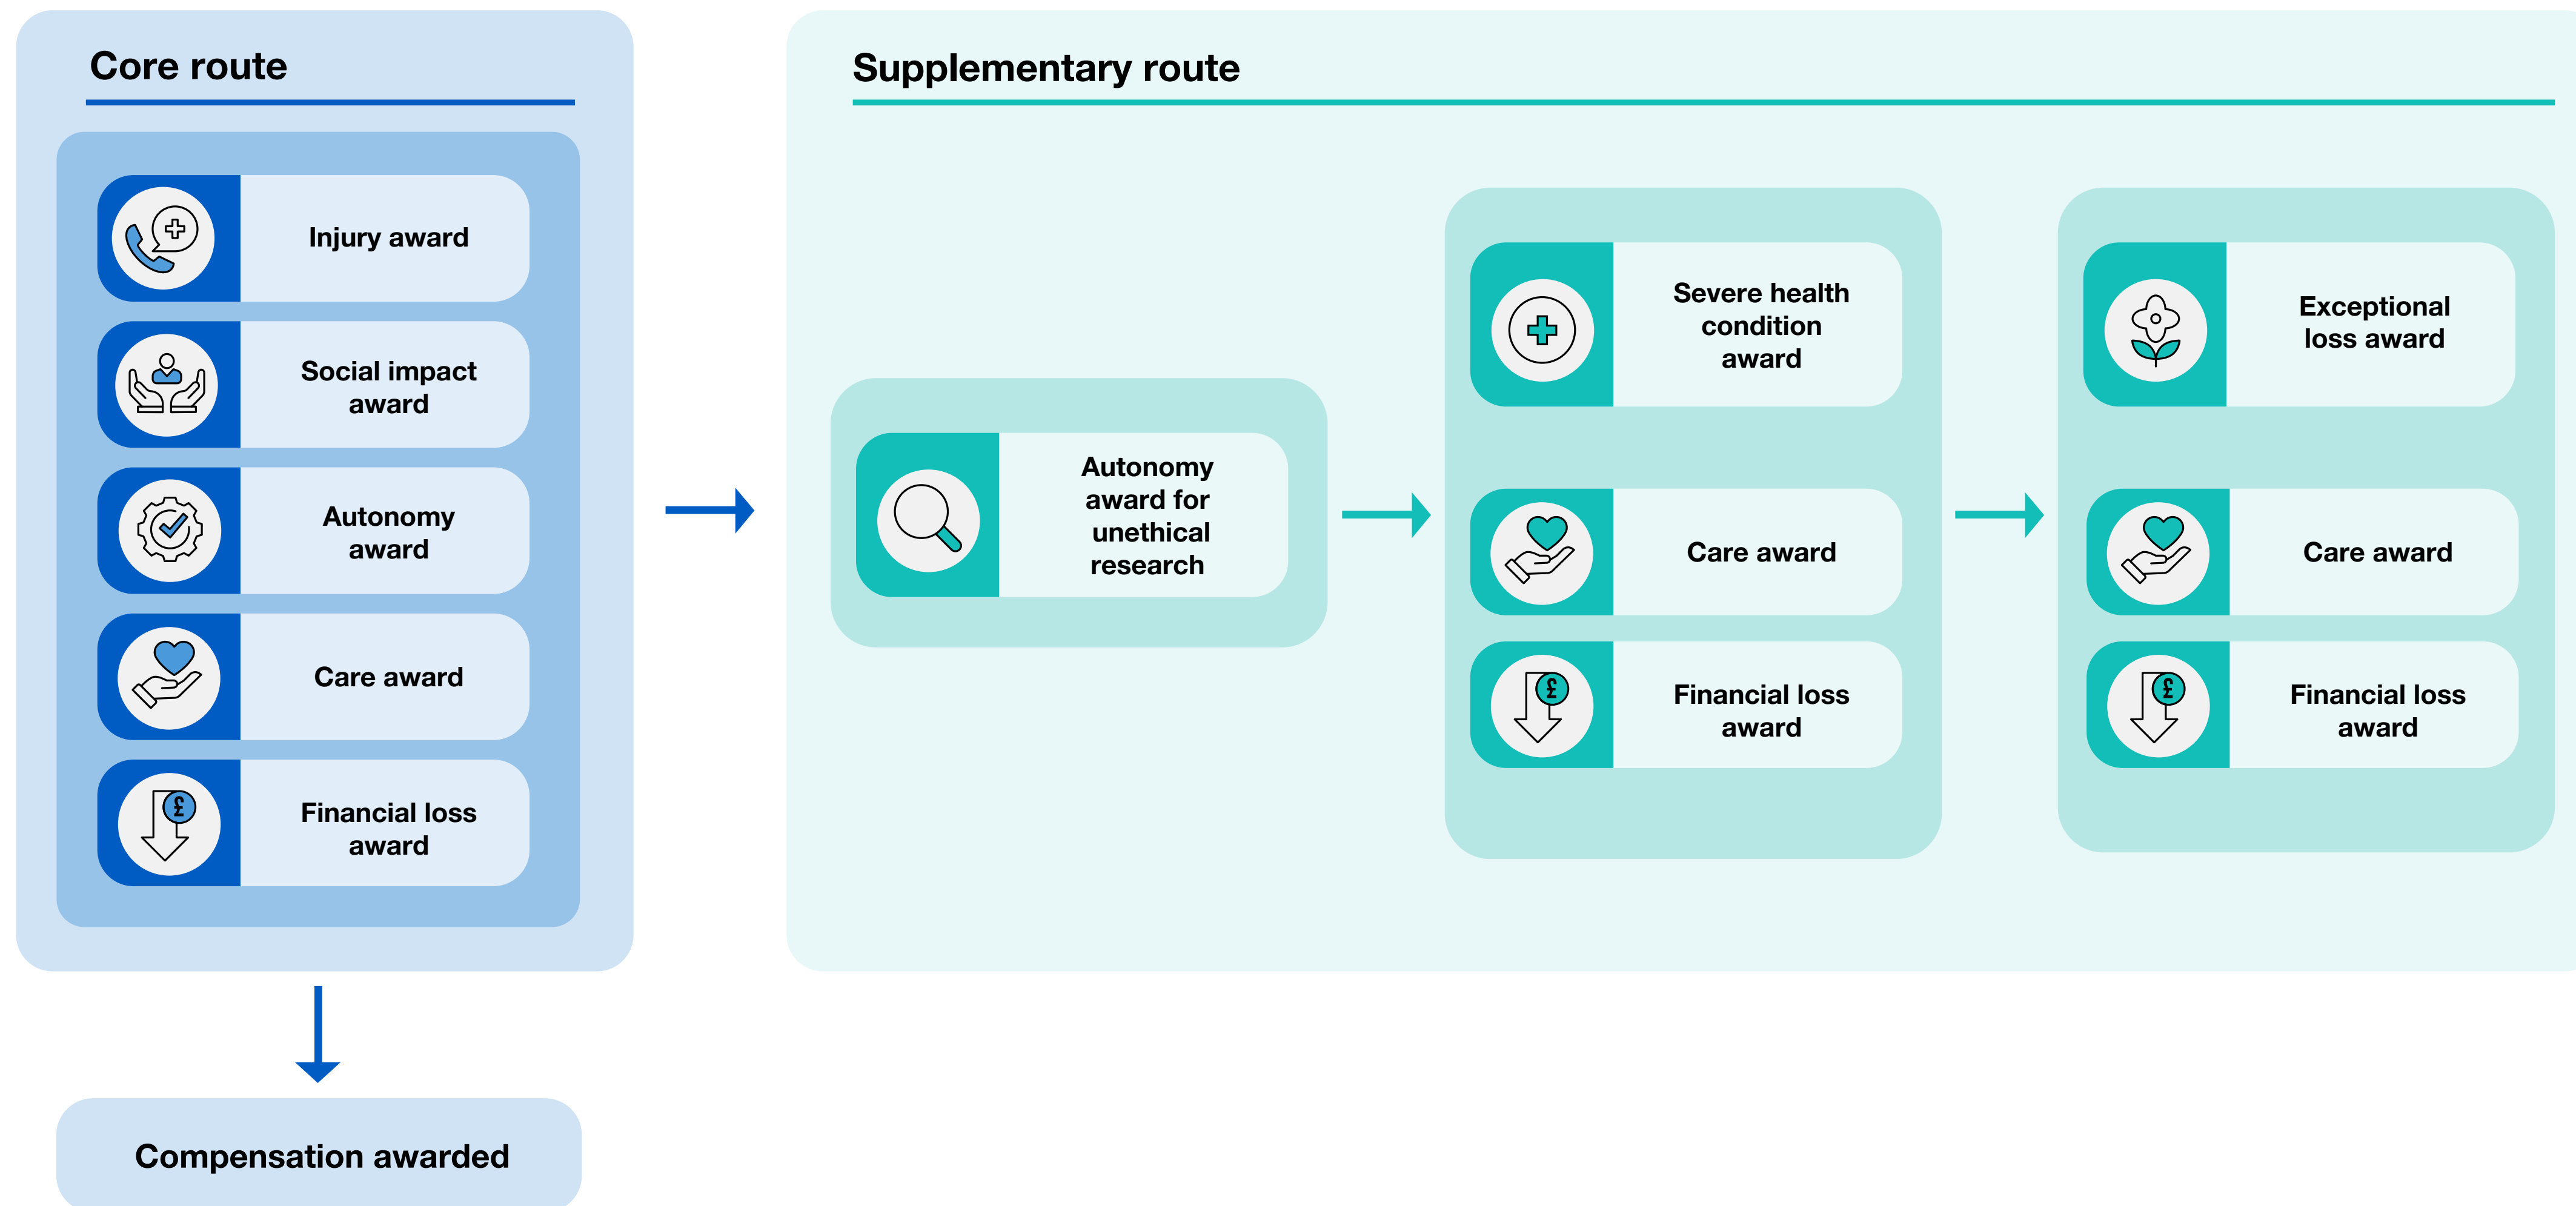 Core route
Injury award
Social impact
award
Autonomy
award
Care award
£
Financial loss
award
Compensation awarded
Supplementary route
Autonomy
award for
unethical
research
Severe health
condition
award
Care award
£
Financial loss
award
Exceptional
loss award
Care award
£
Financial loss
award